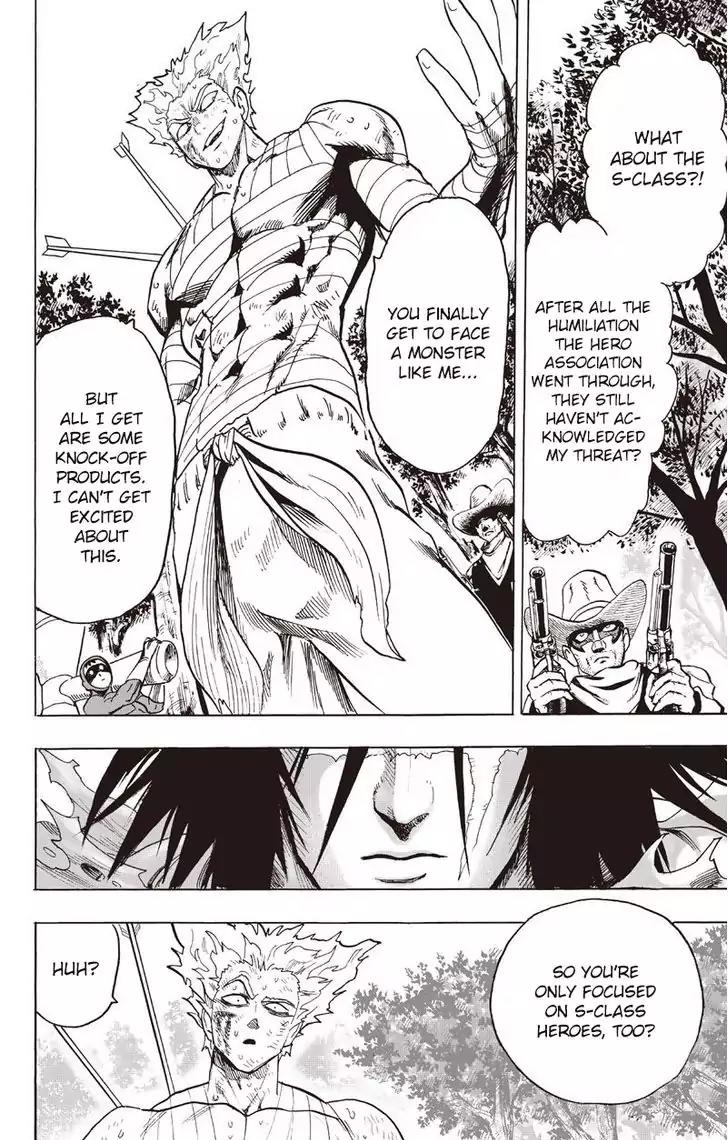 WHAT
ABOUT THE
S-CLASS?!
AFTER ALL THE
HUMILIATION
THE HERO
ASSOCIATION
WENT THROUGH,
THEY STILL
HAVEN'T AC-
KNOWLEDGED
MY THREAT?
YOU FINALLY
GET TO FACE
A MONSTER
LIKE ME...
BUT
ALL I GET
ARE SOME
KNOCK-OFF
PRODUCTS.
I CAN'T GET
EXCITED
ABOUT
THIS.
SO YOU'RE
ONLY FOCUSED
ON S-CLASS
HEROES, TOO?
HUH?